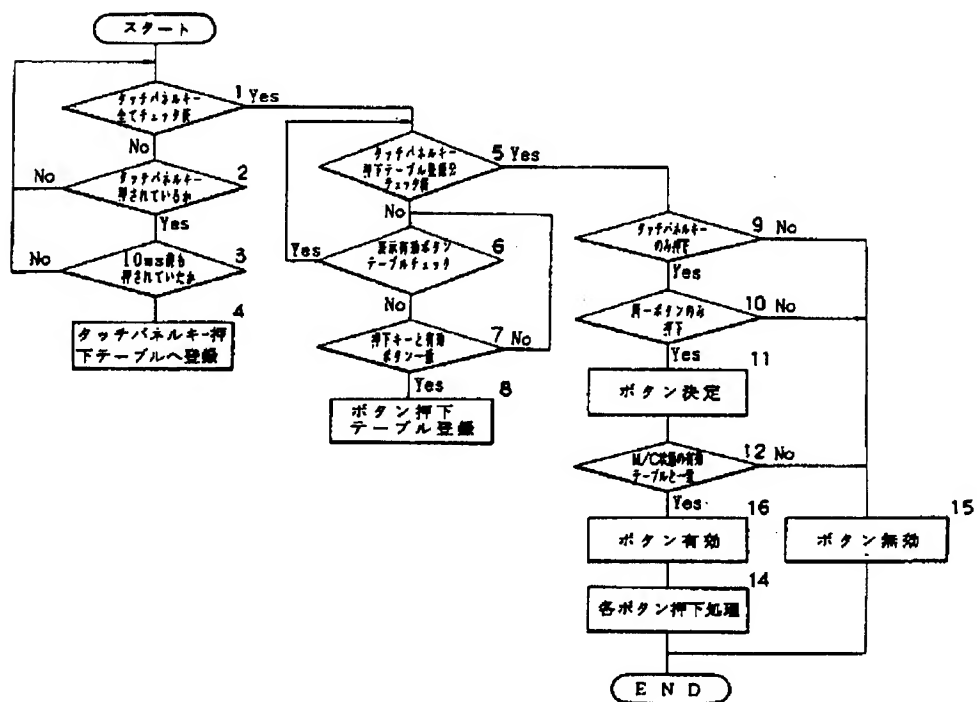 スタート
タッチパネルキー
全てチェック後
1 Yes
No
タッチパネルキー
押されているか
2
No
Yes
10ms前も
押されていたか
3
No
4
タッチパネルキー押
下テーブルへ登録
タッチパネルキー
押下テーブル登録公
チェック後
5 Yes
No
表示有効ボタン
テーブルチェック
6
Yes
No
押下キーと有効
ボタン一致
7 No
Yes
8
ボタン押下
テーブル登録
タッチパネルキー
のみ押下
9 No
Yes
同一ボタンのみ
押下
10 No
Yes
11
ボタン決定
M/C状態の有効
テーブルと一致
12 No
Yes
16
ボタン有効
15
ボタン無効
14
各ボタン押下処理
END